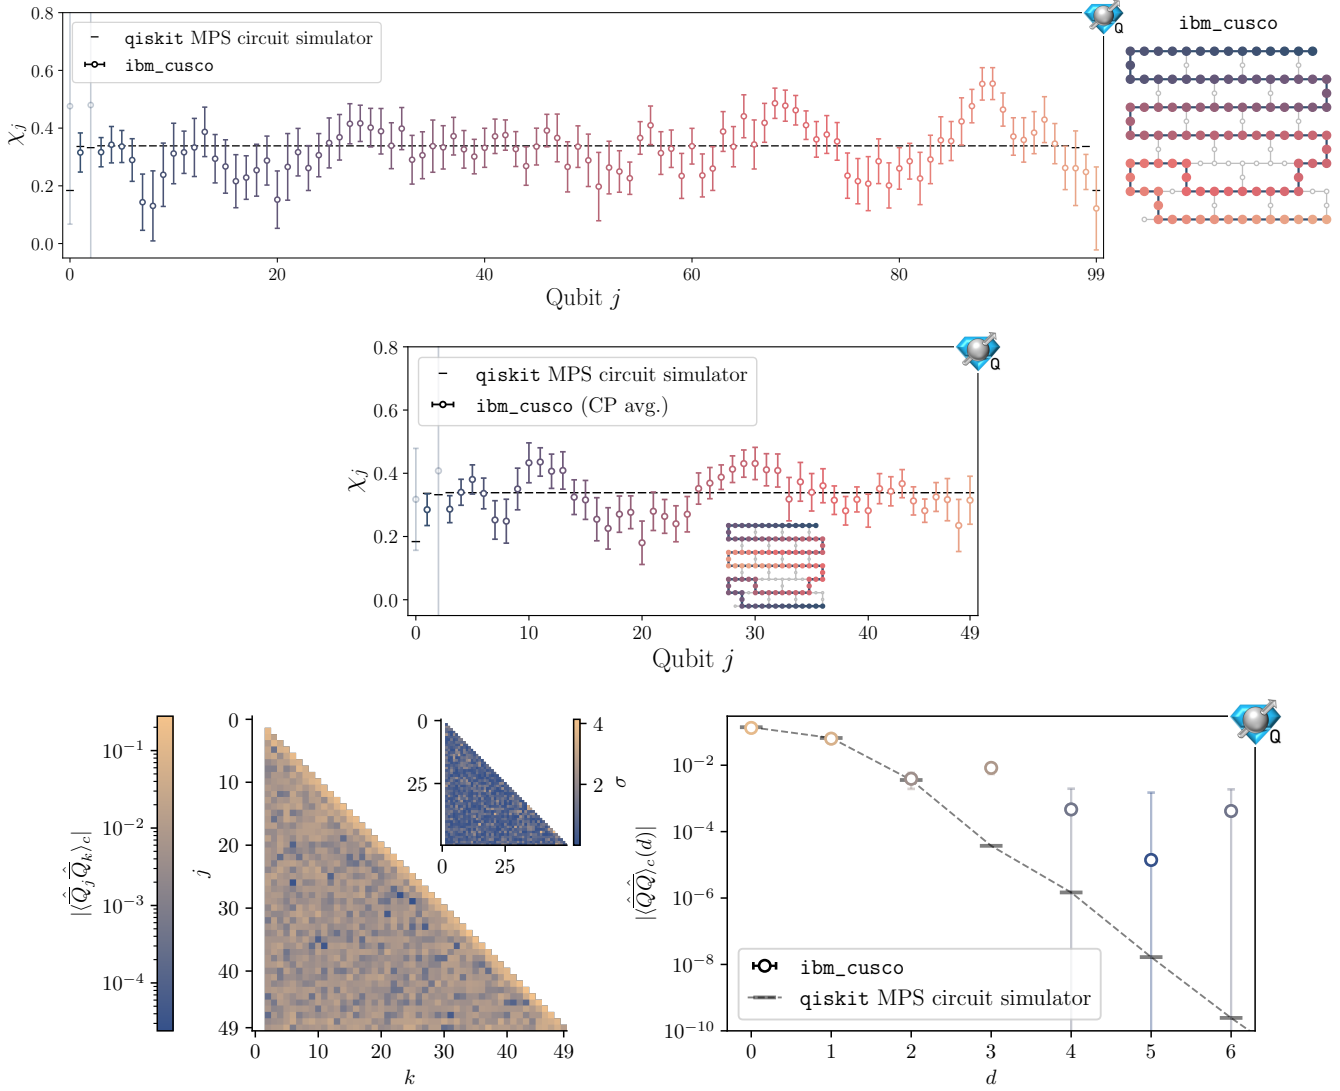 0.8
0.6
0.4
0.2
0.0
χj
qiskit MPS circuit simulator
ibm_cusco
Q
ibm_cusco
0 20 40 60 80 99
Qubit j
0.8
0.6
0.4
0.2
0.0
χj
qiskit MPS circuit simulator
ibm_cusco (CP avg.)
Q
0 10 20 30 40 49
Qubit j
10⁻¹
10⁻²
10⁻³
10⁻⁴
|⟨Q̂̅ⱼQ̂̅ₖ⟩c|
j
0
10
20
30
40
49
0 10 20 30 40 49
k
0
25
0 25
4
2
σ
10⁻²
10⁻⁴
10⁻⁶
10⁻⁸
10⁻¹⁰
|⟨Q̂̅Q̂̅⟩c(d)|
ibm_cusco
qiskit MPS circuit simulator
Q
0 1 2 3 4 5 6
d